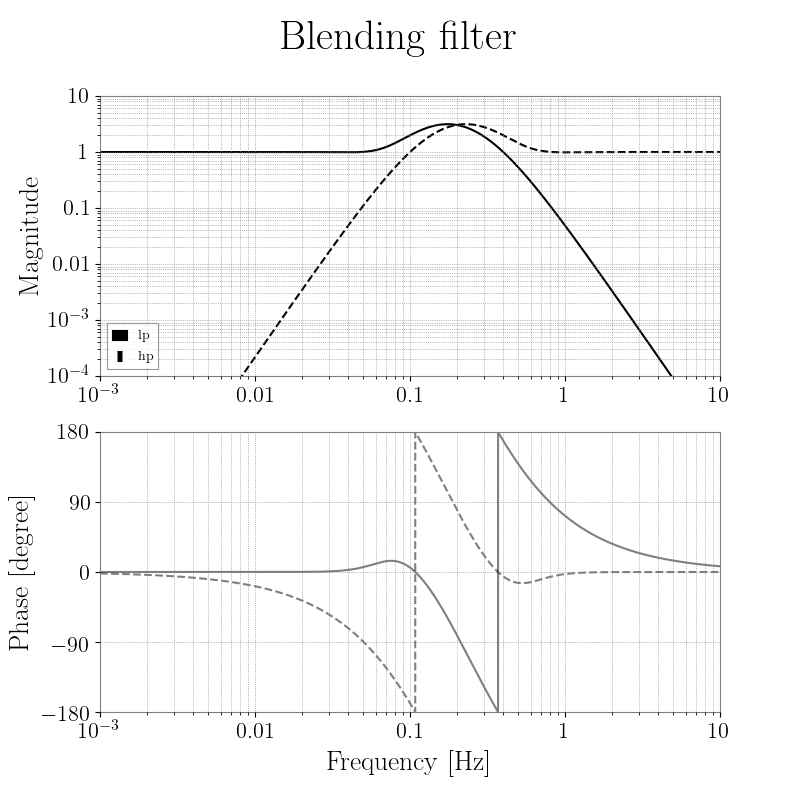 Blending filter
10
1
0.1
0.01
10⁻³
10⁻⁴
Magnitude
lp
hp
10⁻³ 0.01 0.1 1 10
180
90
0
−90
−180
Phase [degree]
10⁻³ 0.01 0.1 1 10
Frequency [Hz]